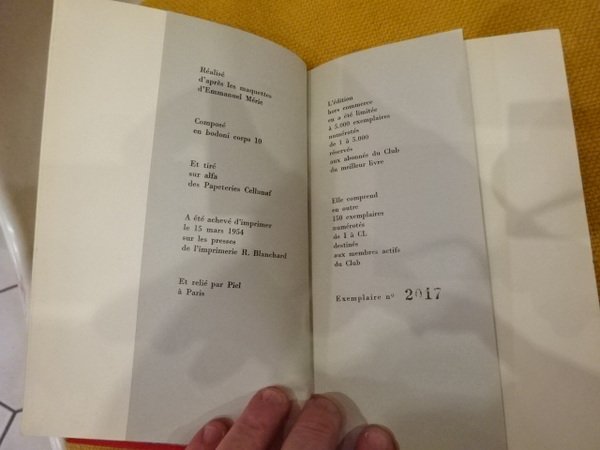 Réalisé
d'après les maquettes
d'Emmanuel Mérie
Composé
en bodoni corps 10
Et tiré
sur alfa
des Papeteries Cellunaf
A été achevé d'imprimer
le 15 mars 1954
sur les presses
de l'imprimerie R. Blanchard
Et relié par Piel
à Paris
L'édition
hors commerce
en a été limitée
à 5.000 exemplaires
numérotés
de 1 à 5.000
réservés
aux abonnés du Club
du meilleur livre
Elle comprend
en outre
150 exemplaires
numérotés
de I à CL
destinés
aux membres actifs
du Club
Exemplaire nº 2017